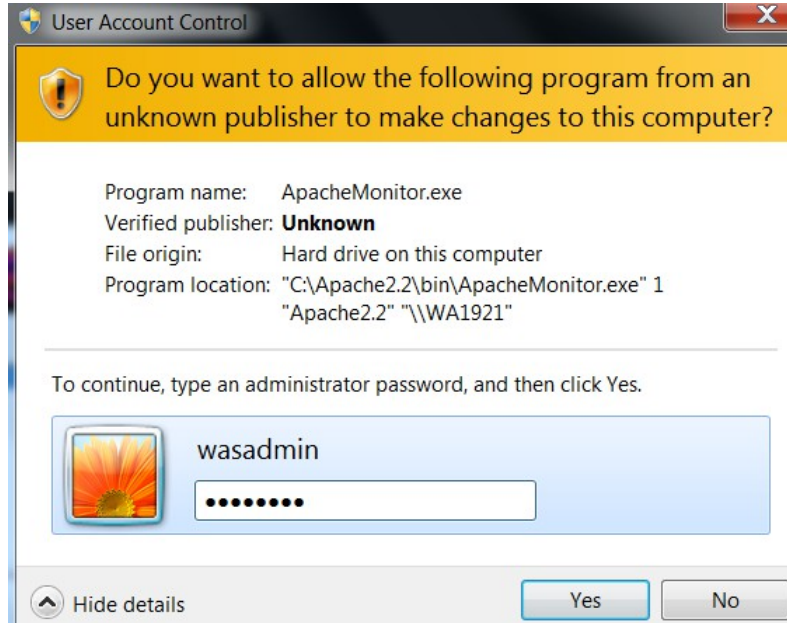 User Account Control
Do you want to allow the following program from an
unknown publisher to make changes to this computer?
Program name: ApacheMonitor.exe
Verified publisher: Unknown
File origin: Hard drive on this computer
Program location: "C:\Apache2.2\bin\ApacheMonitor.exe" 1
"Apache2.2" "\\WA1921"
To continue, type an administrator password, and then click Yes.
wasadmin
●●●●●●●●
Hide details Yes No